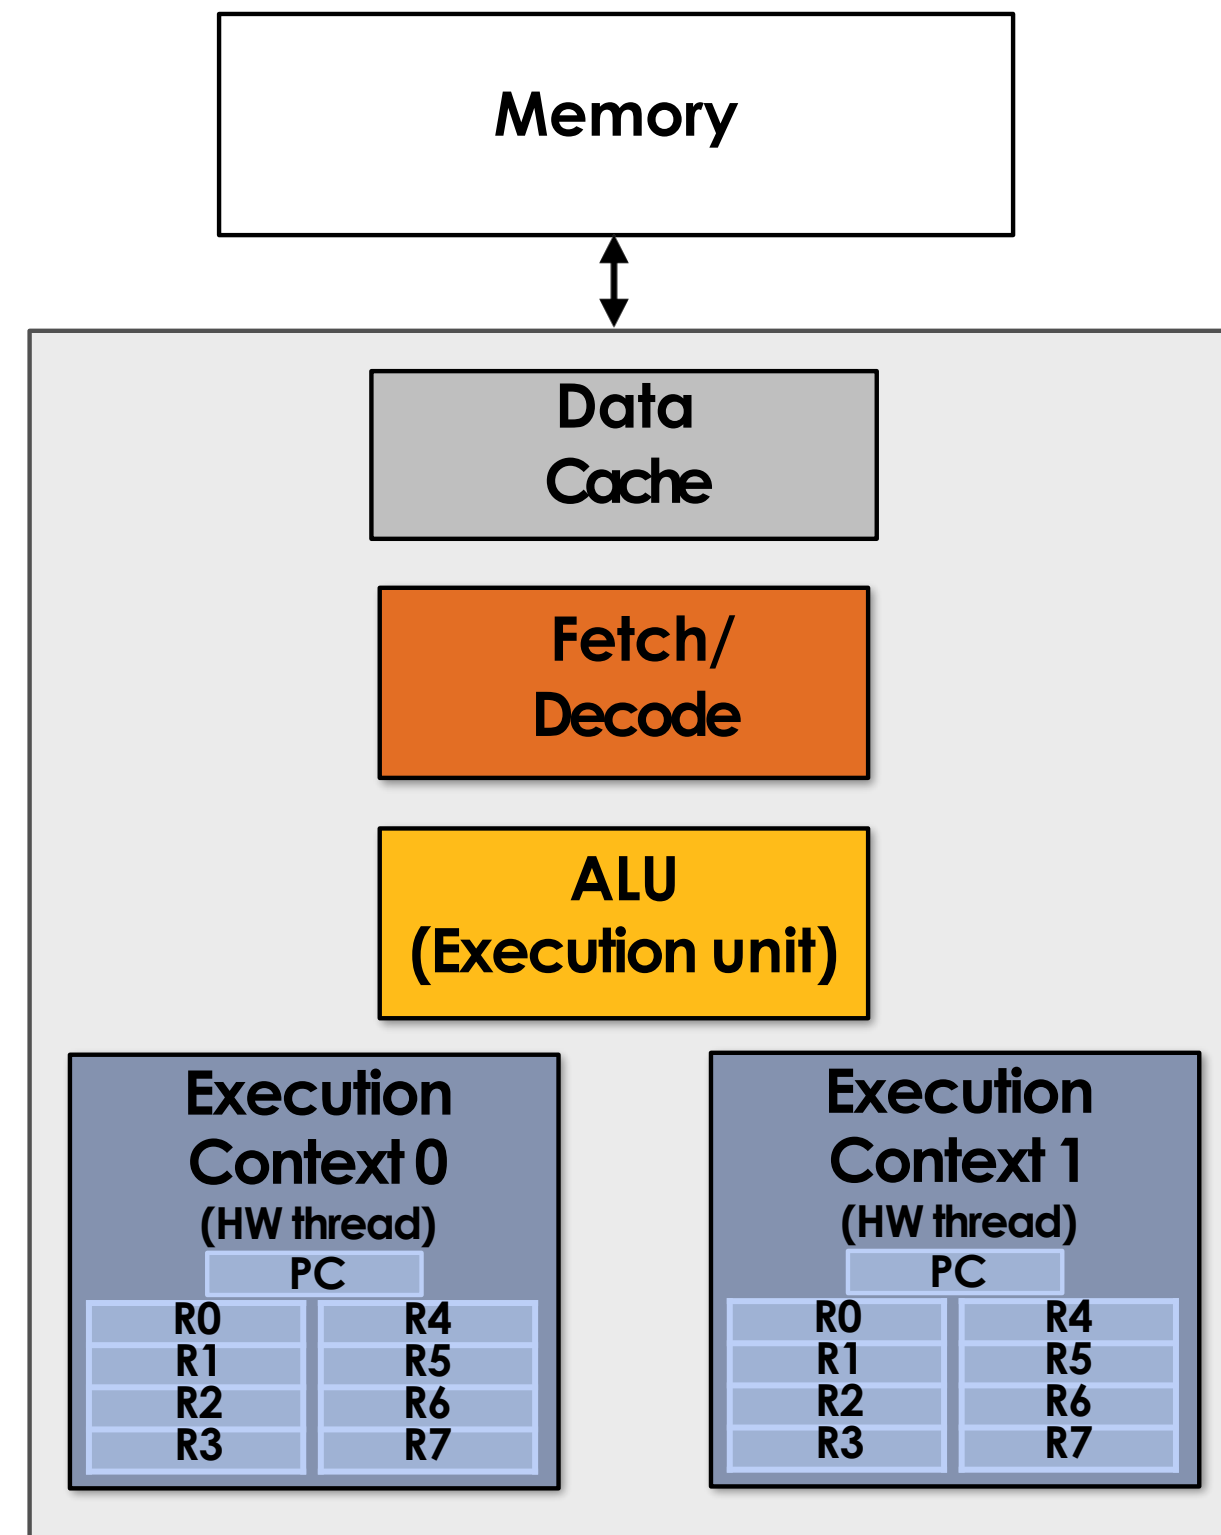 Memory
Data
Cache
Fetch/
Decode
ALU
(Execution unit)
Execution
Context 0
(HW thread)
PC
R0
R1
R2
R3
R4
R5
R6
R7
Execution
Context 1
(HW thread)
PC
R0
R1
R2
R3
R4
R5
R6
R7